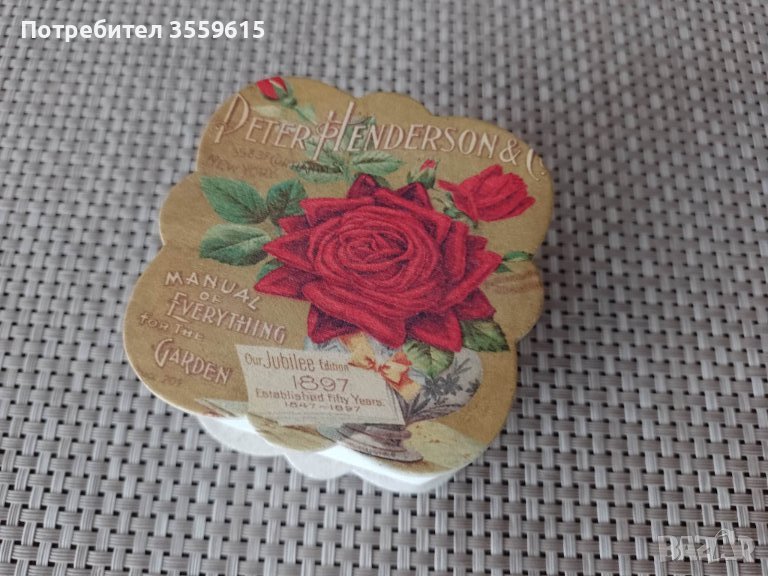 Потребител 3559615
PETER HENDERSON & Co.
NEW YORK
MANUAL
OF
EVERYTHING
FOR THE
GARDEN
Our Jubilee Edition
1897
Established Fifty Years.
1847-1897
BAZAR